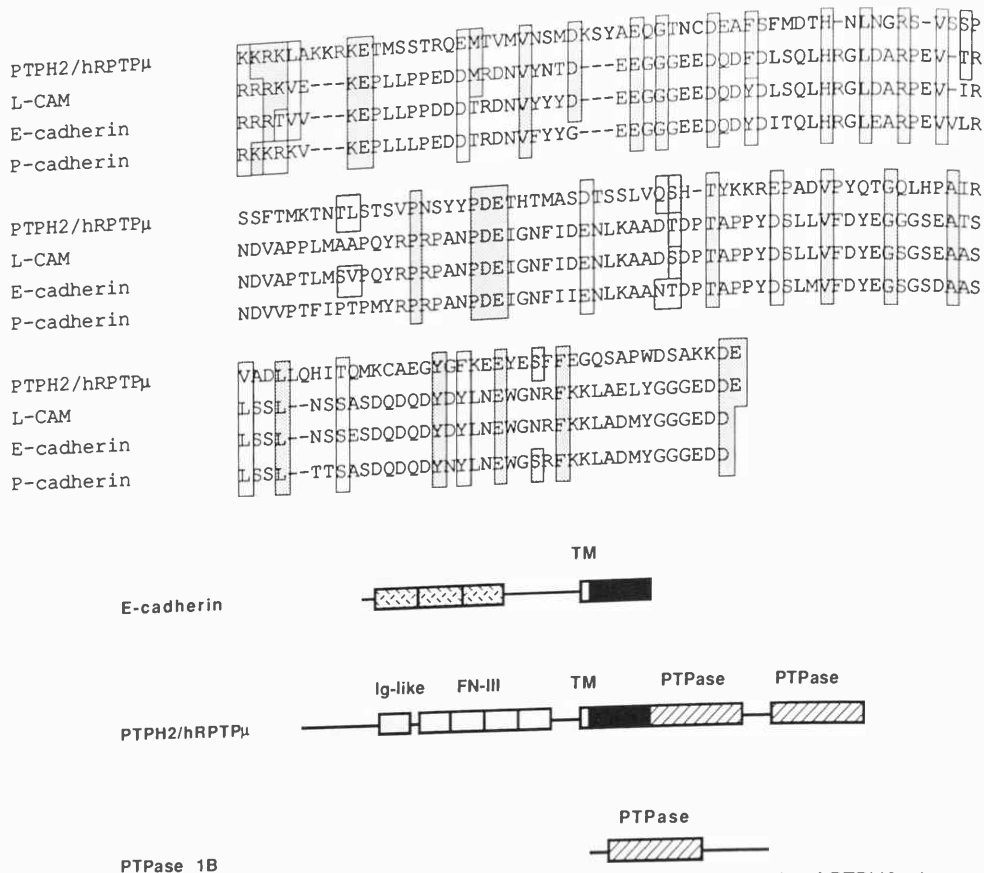 PTPH2/hRPTPμ KKRKLAKKRKETMSSTRQEMTVMVNSMDKSYAEQGTNCDEAFSFMDTH-NLNGRS-VSSP
L-CAM RRRKVE---KEPLLPPEDDMRDNVYNTD---EEGGGEEDQDFDLSQLHRGLDARPEV-TR
E-cadherin RRRTVV---KEPLLPPDDDTRDNVYYYD---EEGGGEEDQDYDLSQLHRGLDARPEV-IR
P-cadherin RKKRKV---KEPLLLPEDDTRDNVFYYG---EEGGGEEDQDYDITQLHRGLEARPEVVLR
PTPH2/hRPTPμ SSFTMKTNTLSTSVPNSYYPDETHTMASDTSSLVQSH-TYKKREPADVPYQTGQLHPAIR
L-CAM NDVAPPLMAAPQYRPRPANPDEIGNFIDENLKAADTDPTAPPYDSLLVFDYEGGGSEATS
E-cadherin NDVAPTLMSVPQYRPRPANPDEIGNFIDENLKAADSDPTAPPYDSLLVFDYEGSGSEAAS
P-cadherin NDVVPTFIPTPMYRPRPANPDEIGNFIIENLKAANTDPTAPPYDSLMVFDYEGSGSDAAS
PTPH2/hRPTPμ VADLLQHITQMKCAEGYGFKEEYESFFEGQSAPWDSAKKDE
L-CAM LSSL--NSSASDQDQDYDYLNEWGNRFKKLAELYGGGEDDE
E-cadherin LSSL--NSSESDQDQDYDYLNEWGNRFKKLADMYGGGEDD
P-cadherin LSSL--TTSASDQDQDYNYLNEWGSRFKKLADMYGGGEDD
TM
E-cadherin
Ig-like FN-III TM PTPase PTPase
PTPH2/hRPTPμ
PTPase
PTPase 1B